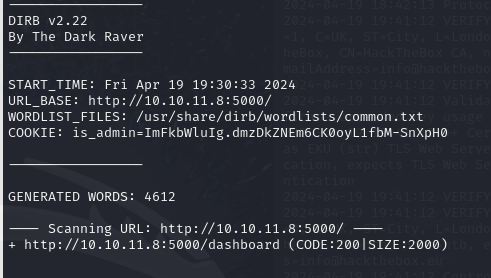 -----------------
DIRB v2.22
By The Dark Raver
-----------------
START_TIME: Fri Apr 19 19:30:33 2024
URL_BASE: http://10.10.11.8:5000/
WORDLIST_FILES: /usr/share/dirb/wordlists/common.txt
COOKIE: is_admin=ImFkbWluIg.dmzDkZNEm6CK0oyL1fbM-SnXpH0
-----------------
GENERATED WORDS: 4612
---- Scanning URL: http://10.10.11.8:5000/ ----
+ http://10.10.11.8:5000/dashboard (CODE:200|SIZE:2000)